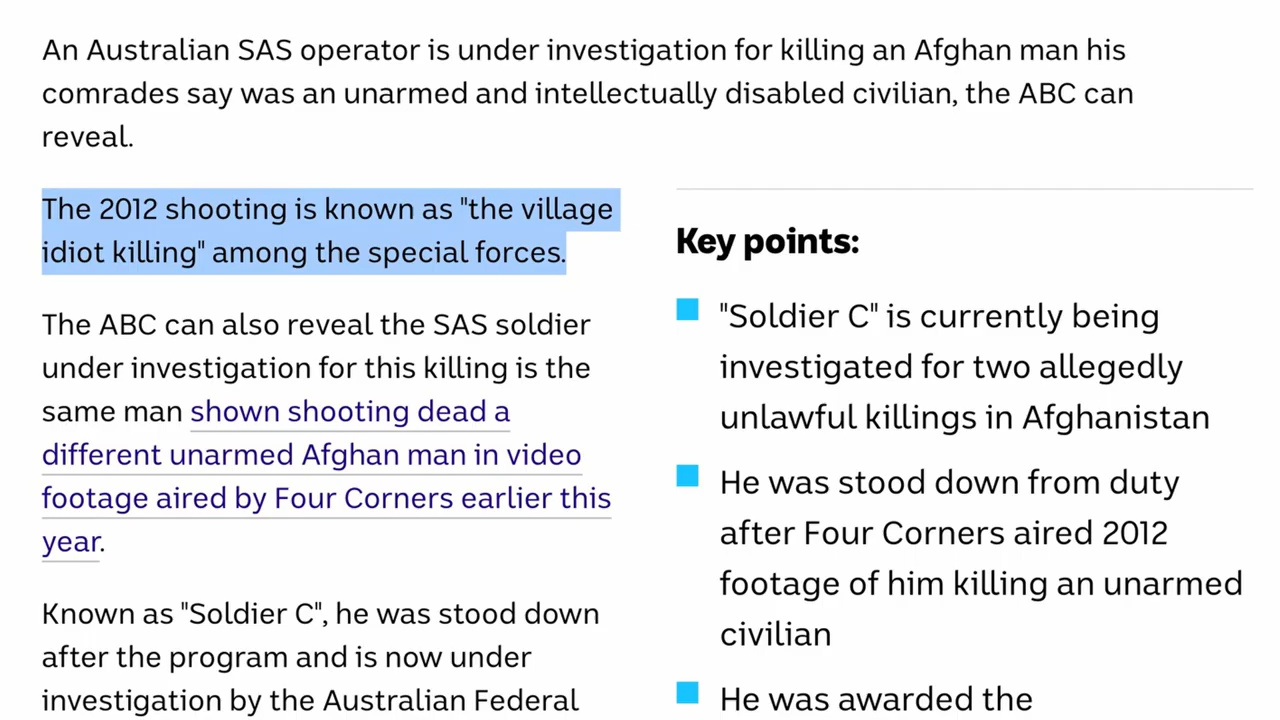 An Australian SAS operator is under investigation for killing an Afghan man his
comrades say was an unarmed and intellectually disabled civilian, the ABC can
reveal.
The 2012 shooting is known as "the village
idiot killing" among the special forces.
The ABC can also reveal the SAS soldier
under investigation for this killing is the
same man shown shooting dead a
different unarmed Afghan man in video
footage aired by Four Corners earlier this
year.
Known as "Soldier C", he was stood down
after the program and is now under
investigation by the Australian Federal
Key points:
"Soldier C" is currently being
investigated for two allegedly
unlawful killings in Afghanistan
He was stood down from duty
after Four Corners aired 2012
footage of him killing an unarmed
civilian
He was awarded the